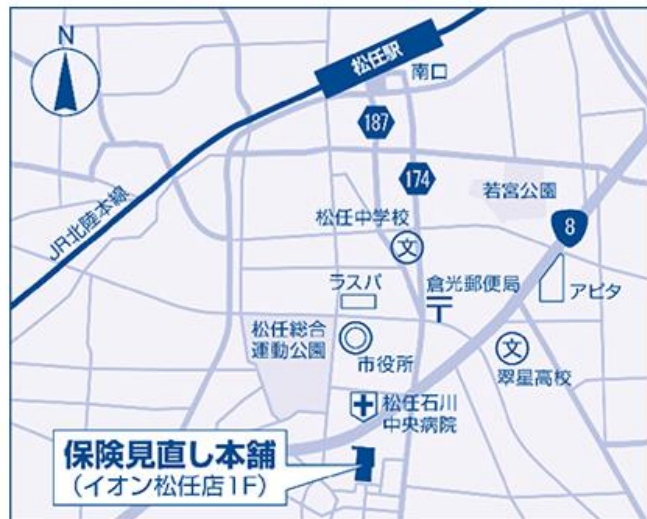 N
松任駅
南口
187
174
JR北陸本線
若宮公園
8
松任中学校
文
ラスパ
倉光郵便局
アピタ
松任総合
運動公園
市役所
文
翠星高校
松任石川
中央病院
保険見直し本舗
(イオン松任店1F)